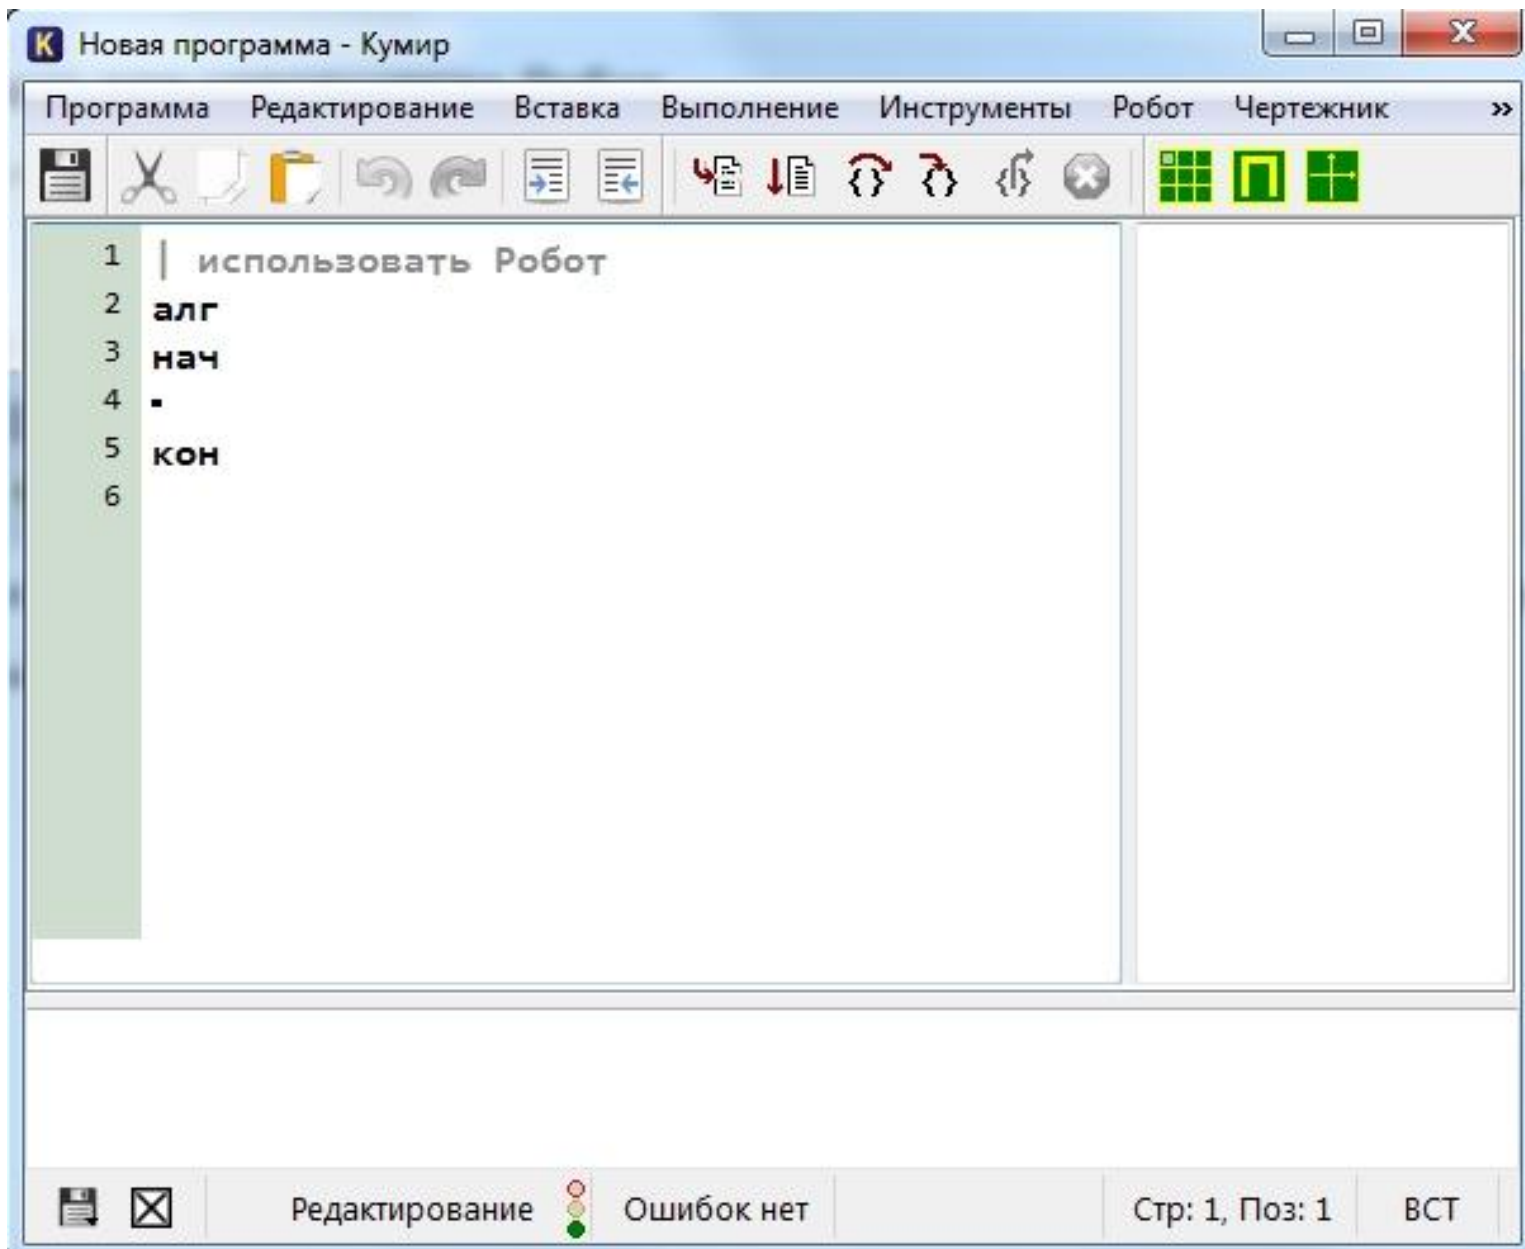 Новая программа - Кумир
Программа Редактирование Вставка Выполнение Инструменты Робот Чертежник »
1 | использовать Робот
2 алг
3 нач
4 .
5 кон
6
Редактирование Ошибок нет Стр: 1, Поз: 1 ВСТ